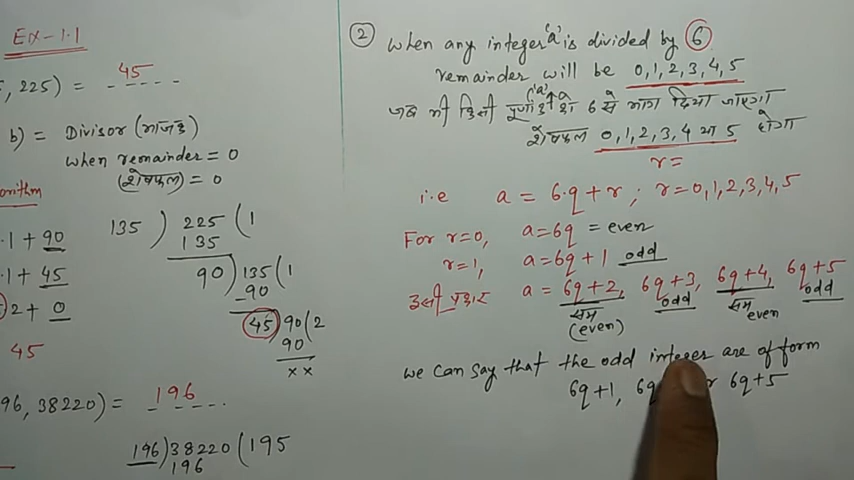 Ex-1.1
, 225) = 45
b) = Divisor (भाजक)
when remainder = 0
(शेषफल) = 0
orithm
.1 + 90
.1 + 45
2 + 0
45
135 ) 225 ( 1
135
90 ) 135 ( 1
-90
45 ) 90 ( 2
90
x x
96, 38220) = 196
196 ) 38220 ( 195
196
② when any integer 'a' is divided by 6
remainder will be 0, 1, 2, 3, 4, 5
जब भी किसी पूर्णांक 'a' में 6 से भाग दिया जाएगा
शेषफल 0, 1, 2, 3, 4 या 5 होगा
r =
i.e a = 6.q + r ; r = 0, 1, 2, 3, 4, 5
For r=0, a = 6q = even
r=1, a = 6q + 1 odd
इसी प्रकार a = 6q+2, 6q+3, 6q+4, 6q+5
सम odd सम odd
(even) even
we can say that the odd integer are of form
6q+1, 6q r 6q+5